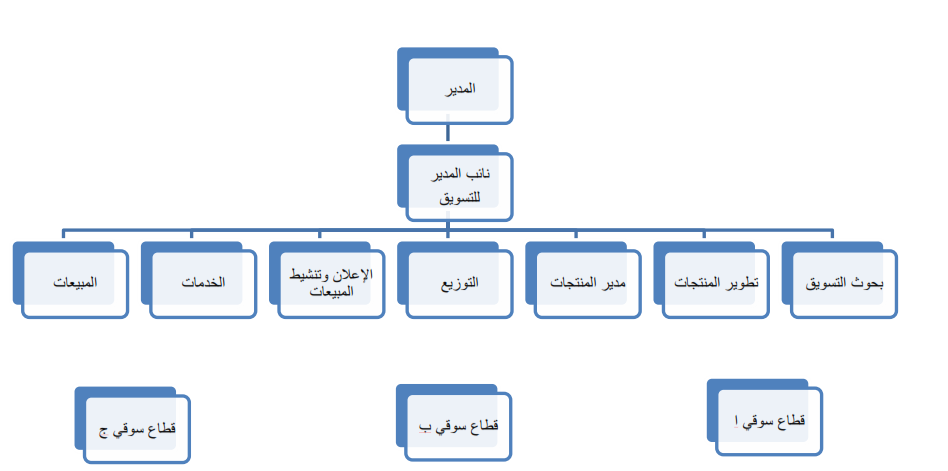 المدير
نائب المدير
للتسويق
بحوث التسويق
تطوير المنتجات
مدير المنتجات
التوزيع
الإعلان وتنشيط
المبيعات
الخدمات
المبيعات
قطاع سوقي ا
قطاع سوقي ب
قطاع سوقي ج